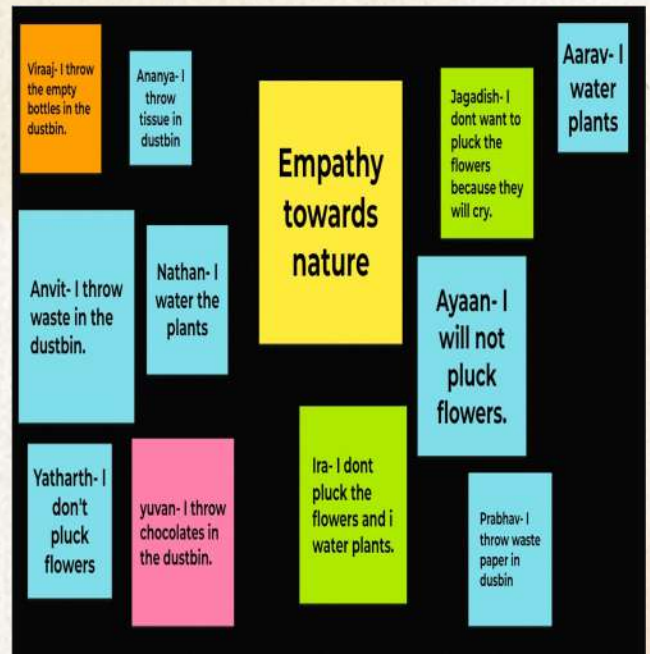 Viraaj- I throw
the empty
bottles in the
dustbin.
Ananya- I
throw
tissue in
dustbin
Empathy
towards
nature
Jagadish- I
dont want to
pluck the
flowers
because they
will cry.
Aarav- I
water
plants
Anvit- I throw
waste in the
dustbin.
Nathan- I
water the
plants
Ayaan- I
will not
pluck
flowers.
Yatharth- I
don't
pluck
flowers
yuvan- I throw
chocolates in
the dustbin.
Ira- I dont
pluck the
flowers and i
water plants.
Prabhav- I
throw waste
paper in
dusbin